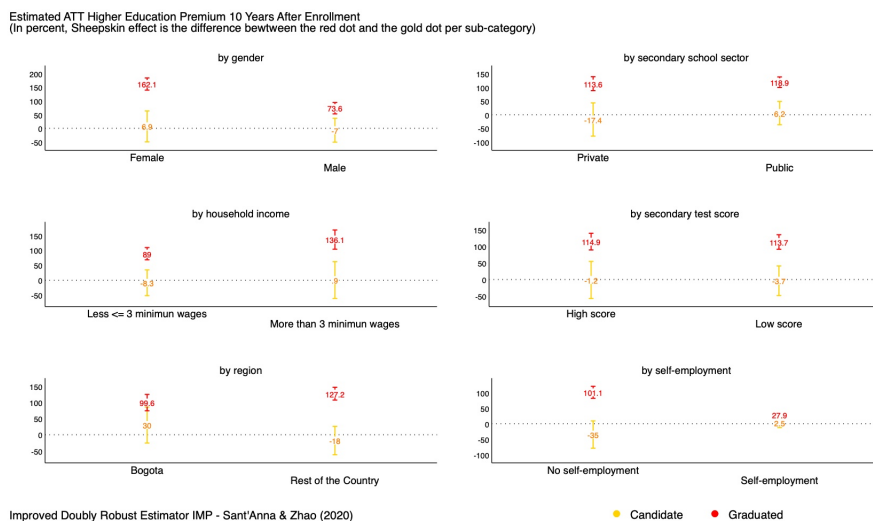 Estimated ATT Higher Education Premium 10 Years After Enrollment
(In percent, Sheepskin effect is the difference bewtween the red dot and the gold dot per sub-category)
by gender
200
150
100
50
0
-50
162.1
6.9
73.6
-7
Female
Male
by secondary school sector
150
100
50
0
-50
-100
113.6
-17.4
118.9
6.2
Private
Public
by household income
150
100
50
0
-50
89
-8.3
136.1
.9
Less <= 3 minimun wages
More than 3 minimun wages
by secondary test score
150
100
50
0
-50
114.9
-1.2
113.7
-3.7
High score
Low score
by region
150
100
50
0
-50
99.6
30
127.2
-18
Bogota
Rest of the Country
by self-employment
100
50
0
-50
-100
101.1
-35
27.9
No self-employment
Self-employment
Improved Doubly Robust Estimator IMP - Sant'Anna & Zhao (2020)
Candidate
Graduated